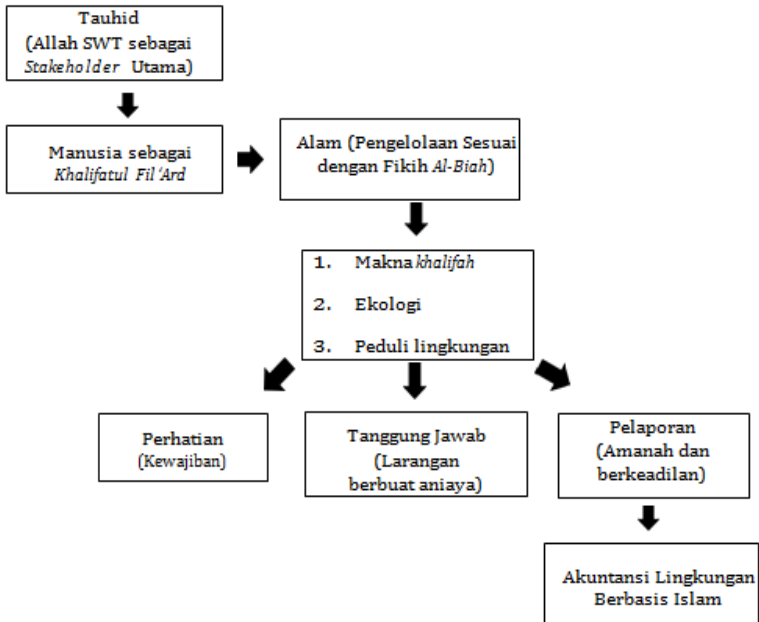 Tauhid
(Allah SWT sebagai
Stakeholder Utama)
Manusia sebagai
Khalifatul Fil 'Ard
Alam (Pengelolaan Sesuai
dengan Fikih Al-Biah)
1. Makna khalifah
2. Ekologi
3. Peduli lingkungan
Perhatian
(Kewajiban)
Tanggung Jawab
(Larangan
berbuat aniaya)
Pelaporan
(Amanah dan
berkeadilan)
Akuntansi Lingkungan
Berbasis Islam